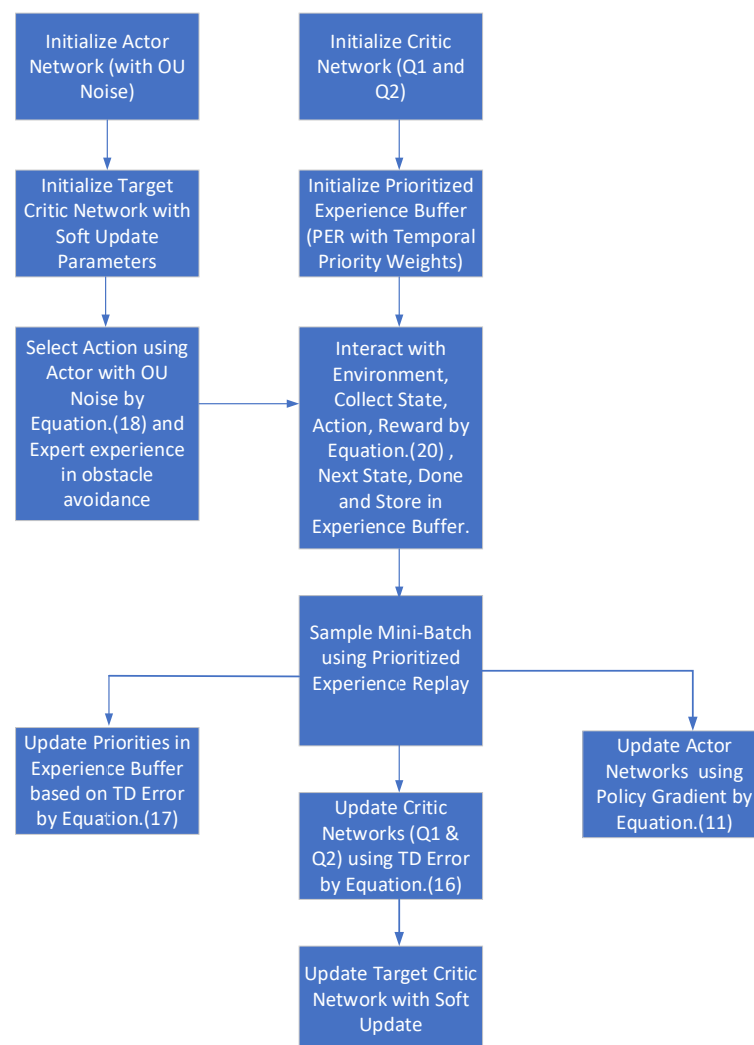 Initialize Actor
Network (with OU
Noise)
Initialize Critic
Network (Q1 and
Q2)
Initialize Target
Critic Network with
Soft Update
Parameters
Initialize Prioritized
Experience Buffer
(PER with Temporal
Priority Weights)
Select Action using
Actor with OU
Noise by
Equation.(18) and
Expert experience
in obstacle
avoidance
Interact with
Environment,
Collect State,
Action, Reward by
Equation.(20) ,
Next State, Done
and Store in
Experience Buffer.
Sample Mini-Batch
using Prioritized
Experience Replay
Update Priorities in
Experience Buffer
based on TD Error
by Equation.(17)
Update Actor
Networks using
Policy Gradient by
Equation.(11)
Update Critic
Networks (Q1 &
Q2) using TD Error
by Equation.(16)
Update Target Critic
Network with Soft
Update